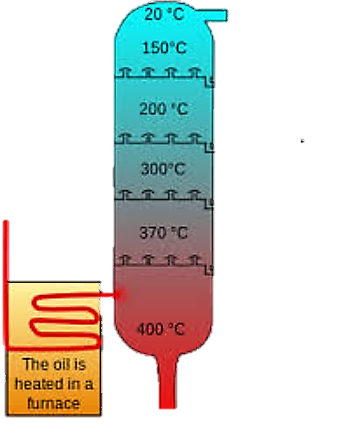 20 °C
150°C
200 °C
300°C
370 °C
400 °C
The oil is
heated in a
furnace